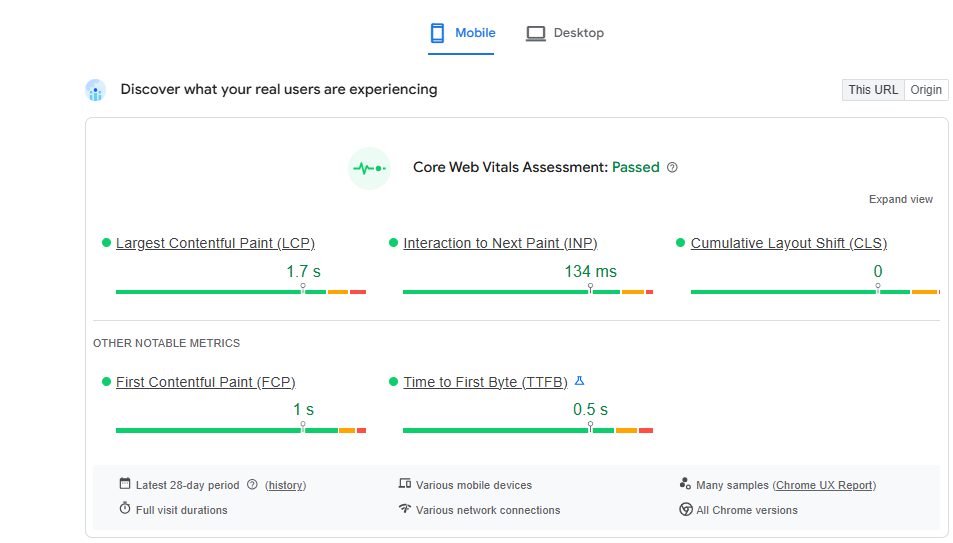 Mobile Desktop
Discover what your real users are experiencing This URL Origin
Core Web Vitals Assessment: Passed
Expand view
Largest Contentful Paint (LCP) Interaction to Next Paint (INP) Cumulative Layout Shift (CLS)
1.7 s 134 ms 0
OTHER NOTABLE METRICS
First Contentful Paint (FCP) Time to First Byte (TTFB)
1 s 0.5 s
Latest 28-day period (history) Various mobile devices Many samples (Chrome UX Report)
Full visit durations Various network connections All Chrome versions